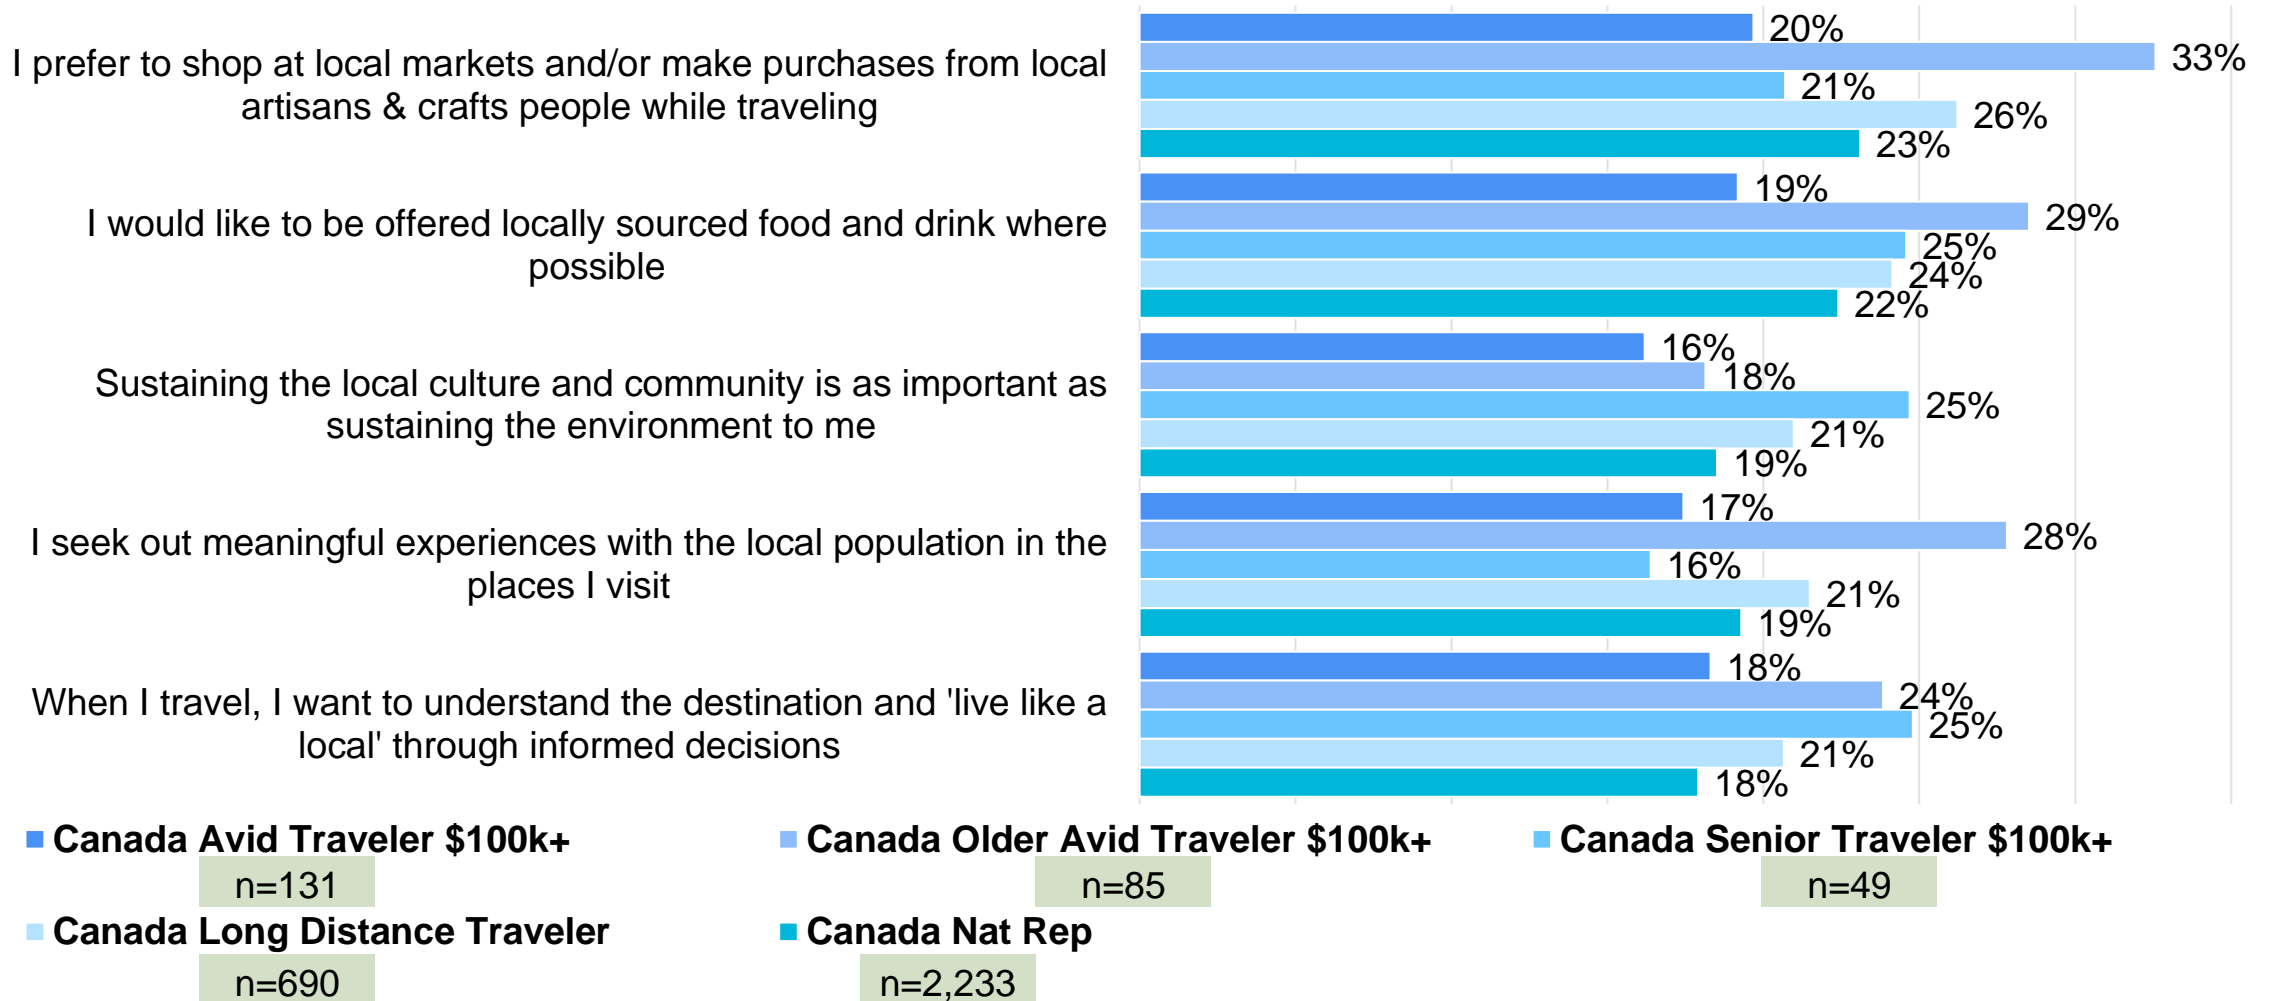 I prefer to shop at local markets and/or make purchases from local
artisans & crafts people while traveling
20%
33%
21%
26%
23%
I would like to be offered locally sourced food and drink where
possible
19%
29%
25%
24%
22%
Sustaining the local culture and community is as important as
sustaining the environment to me
16%
18%
25%
21%
19%
I seek out meaningful experiences with the local population in the
places I visit
17%
28%
16%
21%
19%
When I travel, I want to understand the destination and 'live like a
local' through informed decisions
18%
24%
25%
21%
18%
Canada Avid Traveler $100k+
Canada Older Avid Traveler $100k+
Canada Senior Traveler $100k+
n=131
n=85
n=49
Canada Long Distance Traveler
Canada Nat Rep
n=690
n=2,233